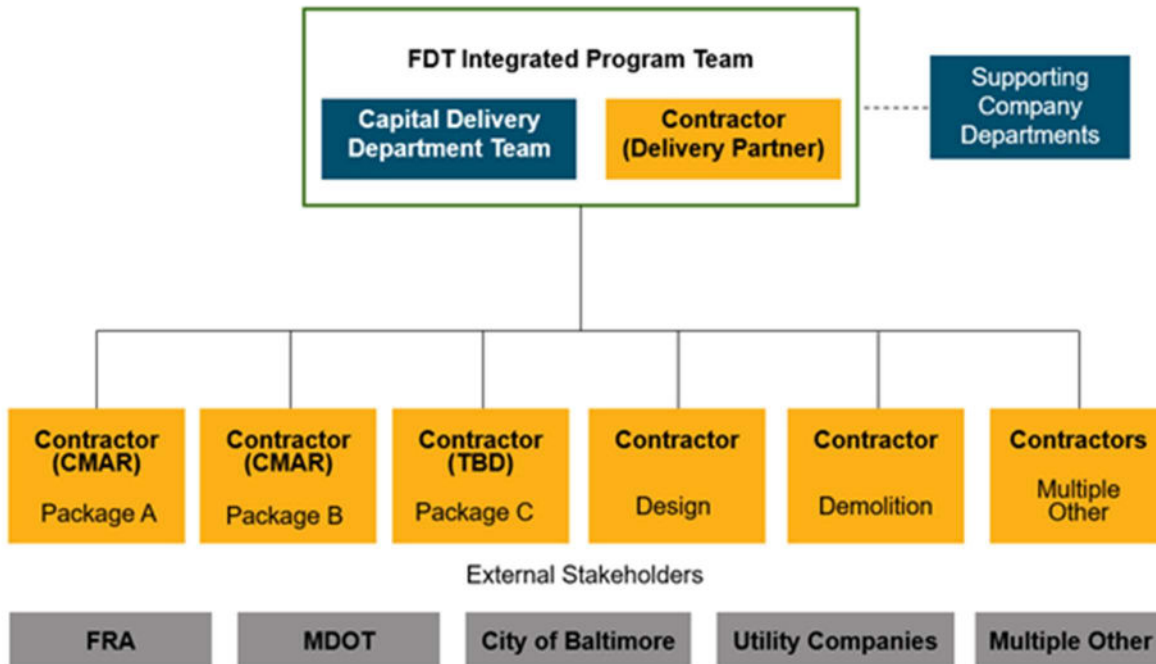 FDT Integrated Program Team
Capital Delivery
Department Team
Contractor
(Delivery Partner)
Supporting
Company
Departments
Contractor
(CMAR)
Package A
Contractor
(CMAR)
Package B
Contractor
(TBD)
Package C
Contractor
Design
Contractor
Demolition
Contractors
Multiple
Other
External Stakeholders
FRA
MDOT
City of Baltimore
Utility Companies
Multiple Other